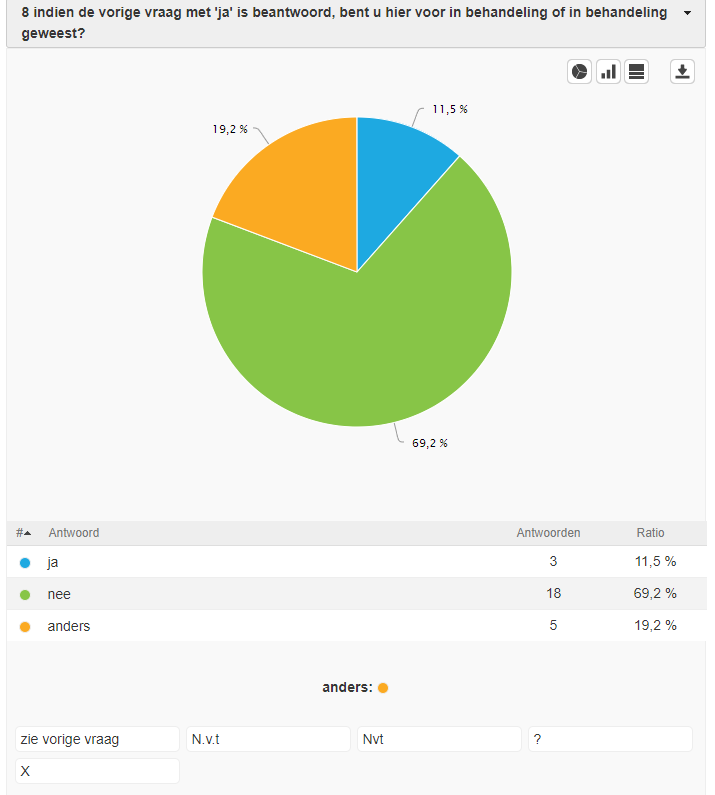 8 indien de vorige vraag met 'ja' is beantwoord, bent u hier voor in behandeling of in behandeling
geweest?
11,5 %
19,2 %
69,2 %
# Antwoord Antwoorden Ratio
ja 3 11,5 %
nee 18 69,2 %
anders 5 19,2 %
anders:
zie vorige vraag N.v.t Nvt ?
X